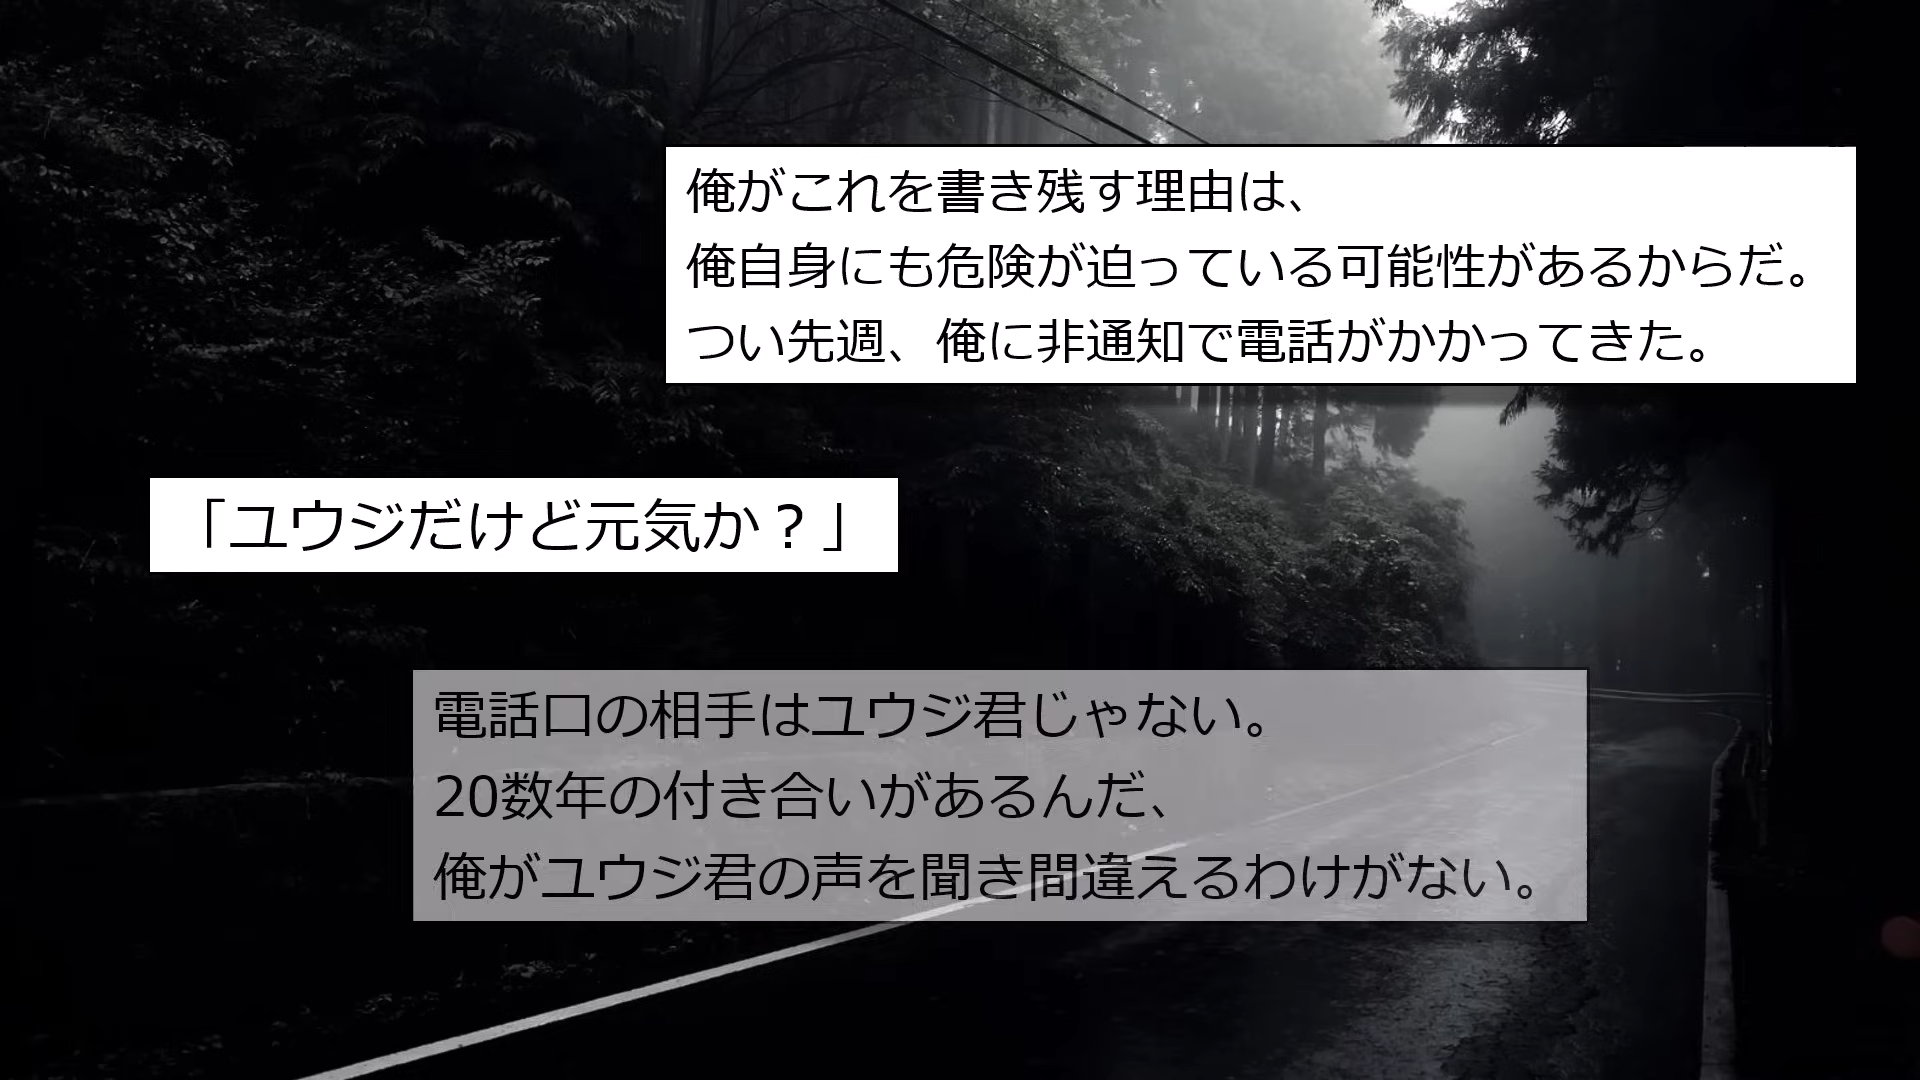 俺がこれを書き残す理由は、
俺自身にも危険が迫っている可能性があるからだ。
つい先週、俺に非通知で電話がかかってきた。
「ユウジだけど元気か？」
電話口の相手はユウジ君じゃない。
20数年の付き合いがあるんだ、
俺がユウジ君の声を聞き間違えるわけがない。